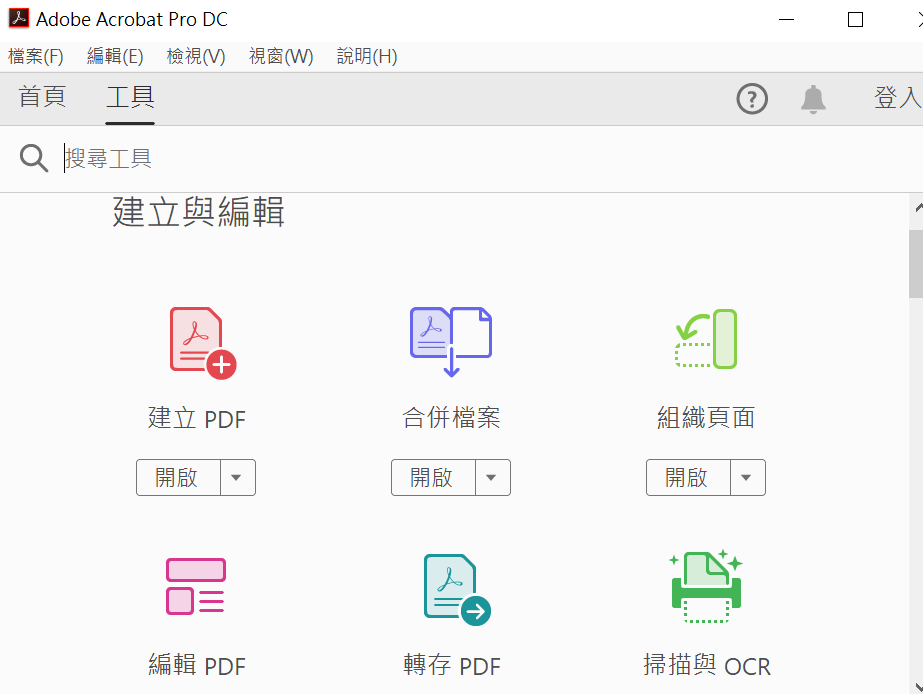 Adobe Acrobat Pro DC
檔案(F) 編輯(E) 檢視(V) 視窗(W) 說明(H)
首頁 工具 登入
搜尋工具
建立與編輯
建立 PDF 合併檔案 組織頁面
開啟 開啟 開啟
編輯 PDF 轉存 PDF 掃描與 OCR